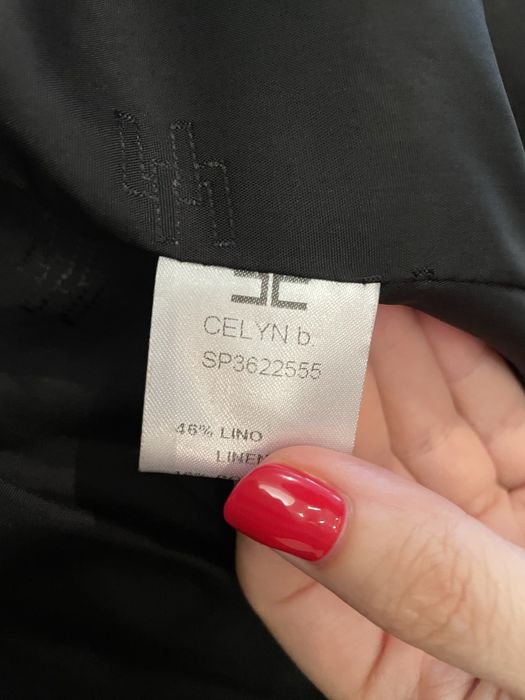 CELYN b.
SP3622555
46% LINO
LINEN